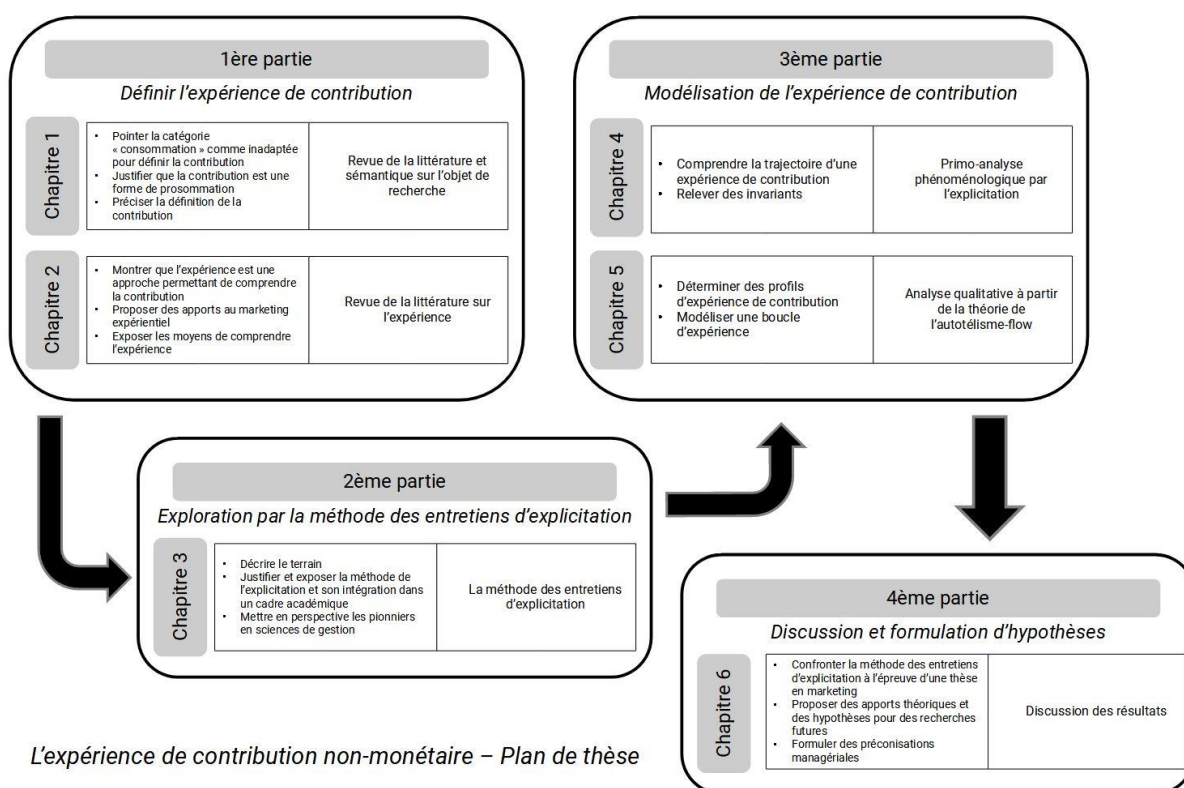 1ère partie
Définir l'expérience de contribution
Chapitre 1
▪ Pointer la catégorie
« consommation » comme inadaptée
pour définir la contribution
▪ Justifier que la contribution est une
forme de prosommation
▪ Préciser la définition de la
contribution
Revue de la littérature et
sémantique sur l'objet de
recherche
Chapitre 2
▪ Montrer que l'expérience est une
approche permettant de comprendre
la contribution
▪ Proposer des apports au marketing
expérientiel
▪ Exposer les moyens de comprendre
l'expérience
Revue de la littérature sur
l'expérience
2ème partie
Exploration par la méthode des entretiens d'explicitation
Chapitre 3
• Décrire le terrain
• Justifier et exposer la méthode de
l'explicitation et son intégration dans
un cadre académique
• Mettre en perspective les pionniers
en sciences de gestion
La méthode des entretiens
d'explicitation
3ème partie
Modélisation de l'expérience de contribution
Chapitre 4
• Comprendre la trajectoire d'une
expérience de contribution
• Relever des invariants
Primo-analyse
phénoménologique par
l'explicitation
Chapitre 5
• Déterminer des profils
d'expérience de contribution
• Modéliser une boucle
d'expérience
Analyse qualitative à partir
de la théorie de
l'autotélisme-flow
4ème partie
Discussion et formulation d'hypothèses
Chapitre 6
• Confronter la méthode des entretiens
d'explicitation à l'épreuve d'une thèse
en marketing
• Proposer des apports théoriques et
des hypothèses pour des recherches
futures
• Formuler des préconisations
managériales
Discussion des résultats
L'expérience de contribution non-monétaire – Plan de thèse